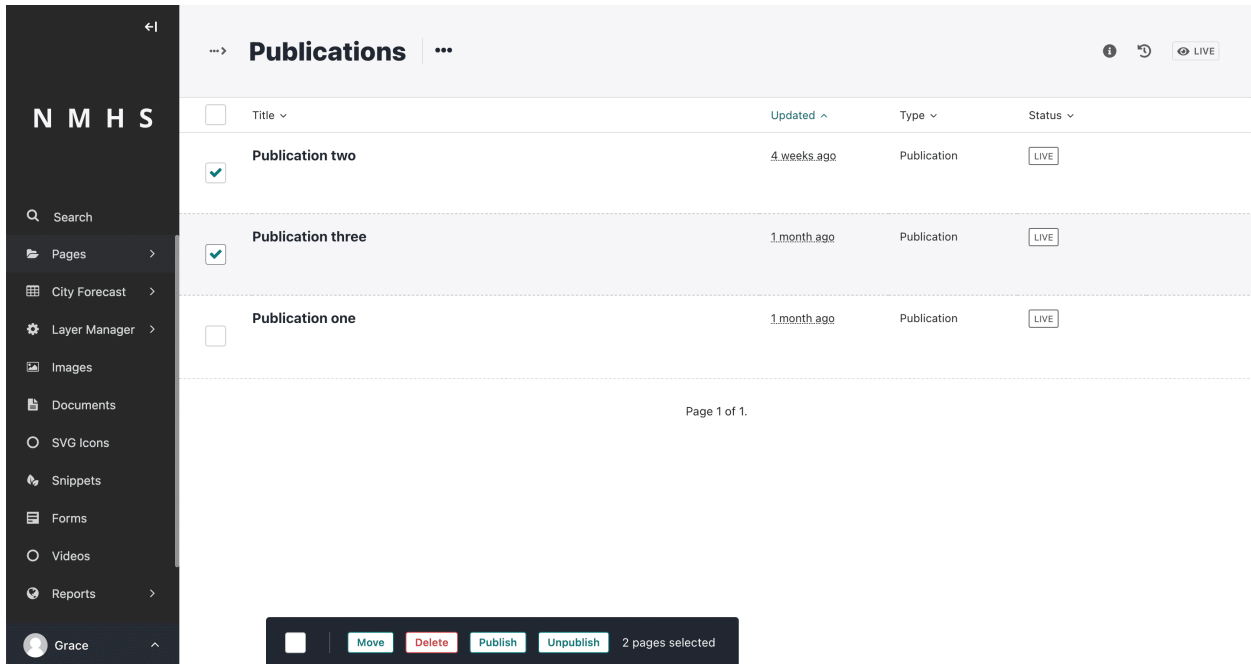 NMHS
Search
Pages
City Forecast
Layer Manager
Images
Documents
SVG Icons
Snippets
Forms
Videos
Reports
Grace
Publications
LIVE
Title Updated Type Status
Publication two 4 weeks ago Publication LIVE
Publication three 1 month ago Publication LIVE
Publication one 1 month ago Publication LIVE
Page 1 of 1.
Move Delete Publish Unpublish 2 pages selected